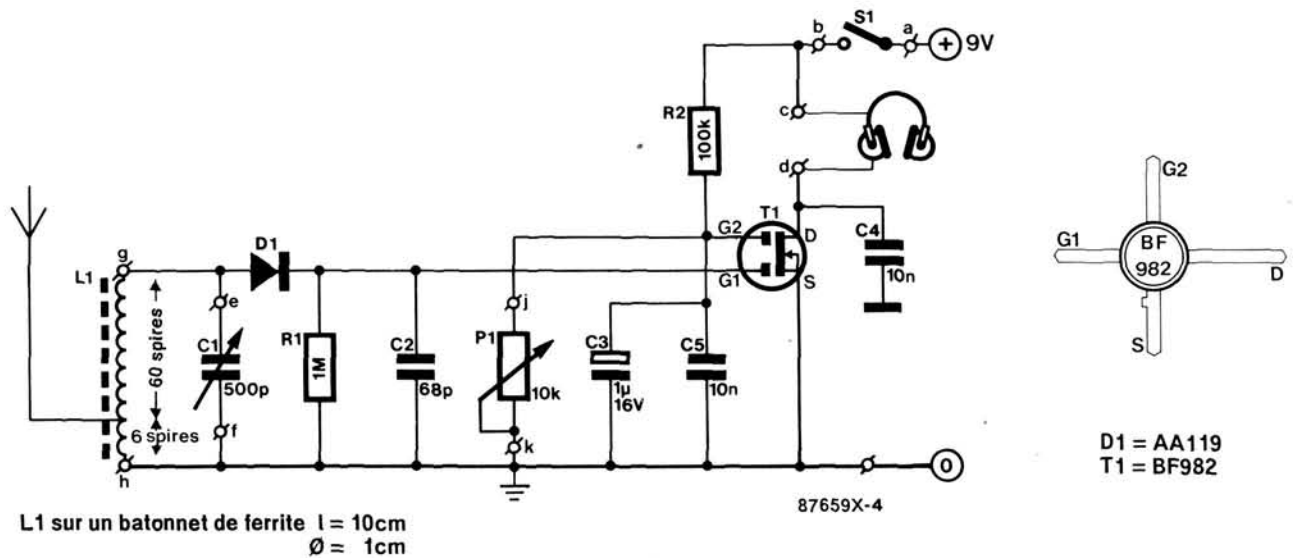 S1
b
a
+ 9V
R2
100k
c
d
T1
G2
D
G1
S
C4
10n
G2
G1
BF
982
D
S
D1
g
L1
60 spires
e
C1
500p
f
6 spires
h
R1
1M
C2
68p
j
P1
10k
k
C3
1µ
16V
C5
10n
0
87659X-4
D1 = AA119
T1 = BF982
L1 sur un batonnet de ferrite l = 10cm
Ø = 1cm